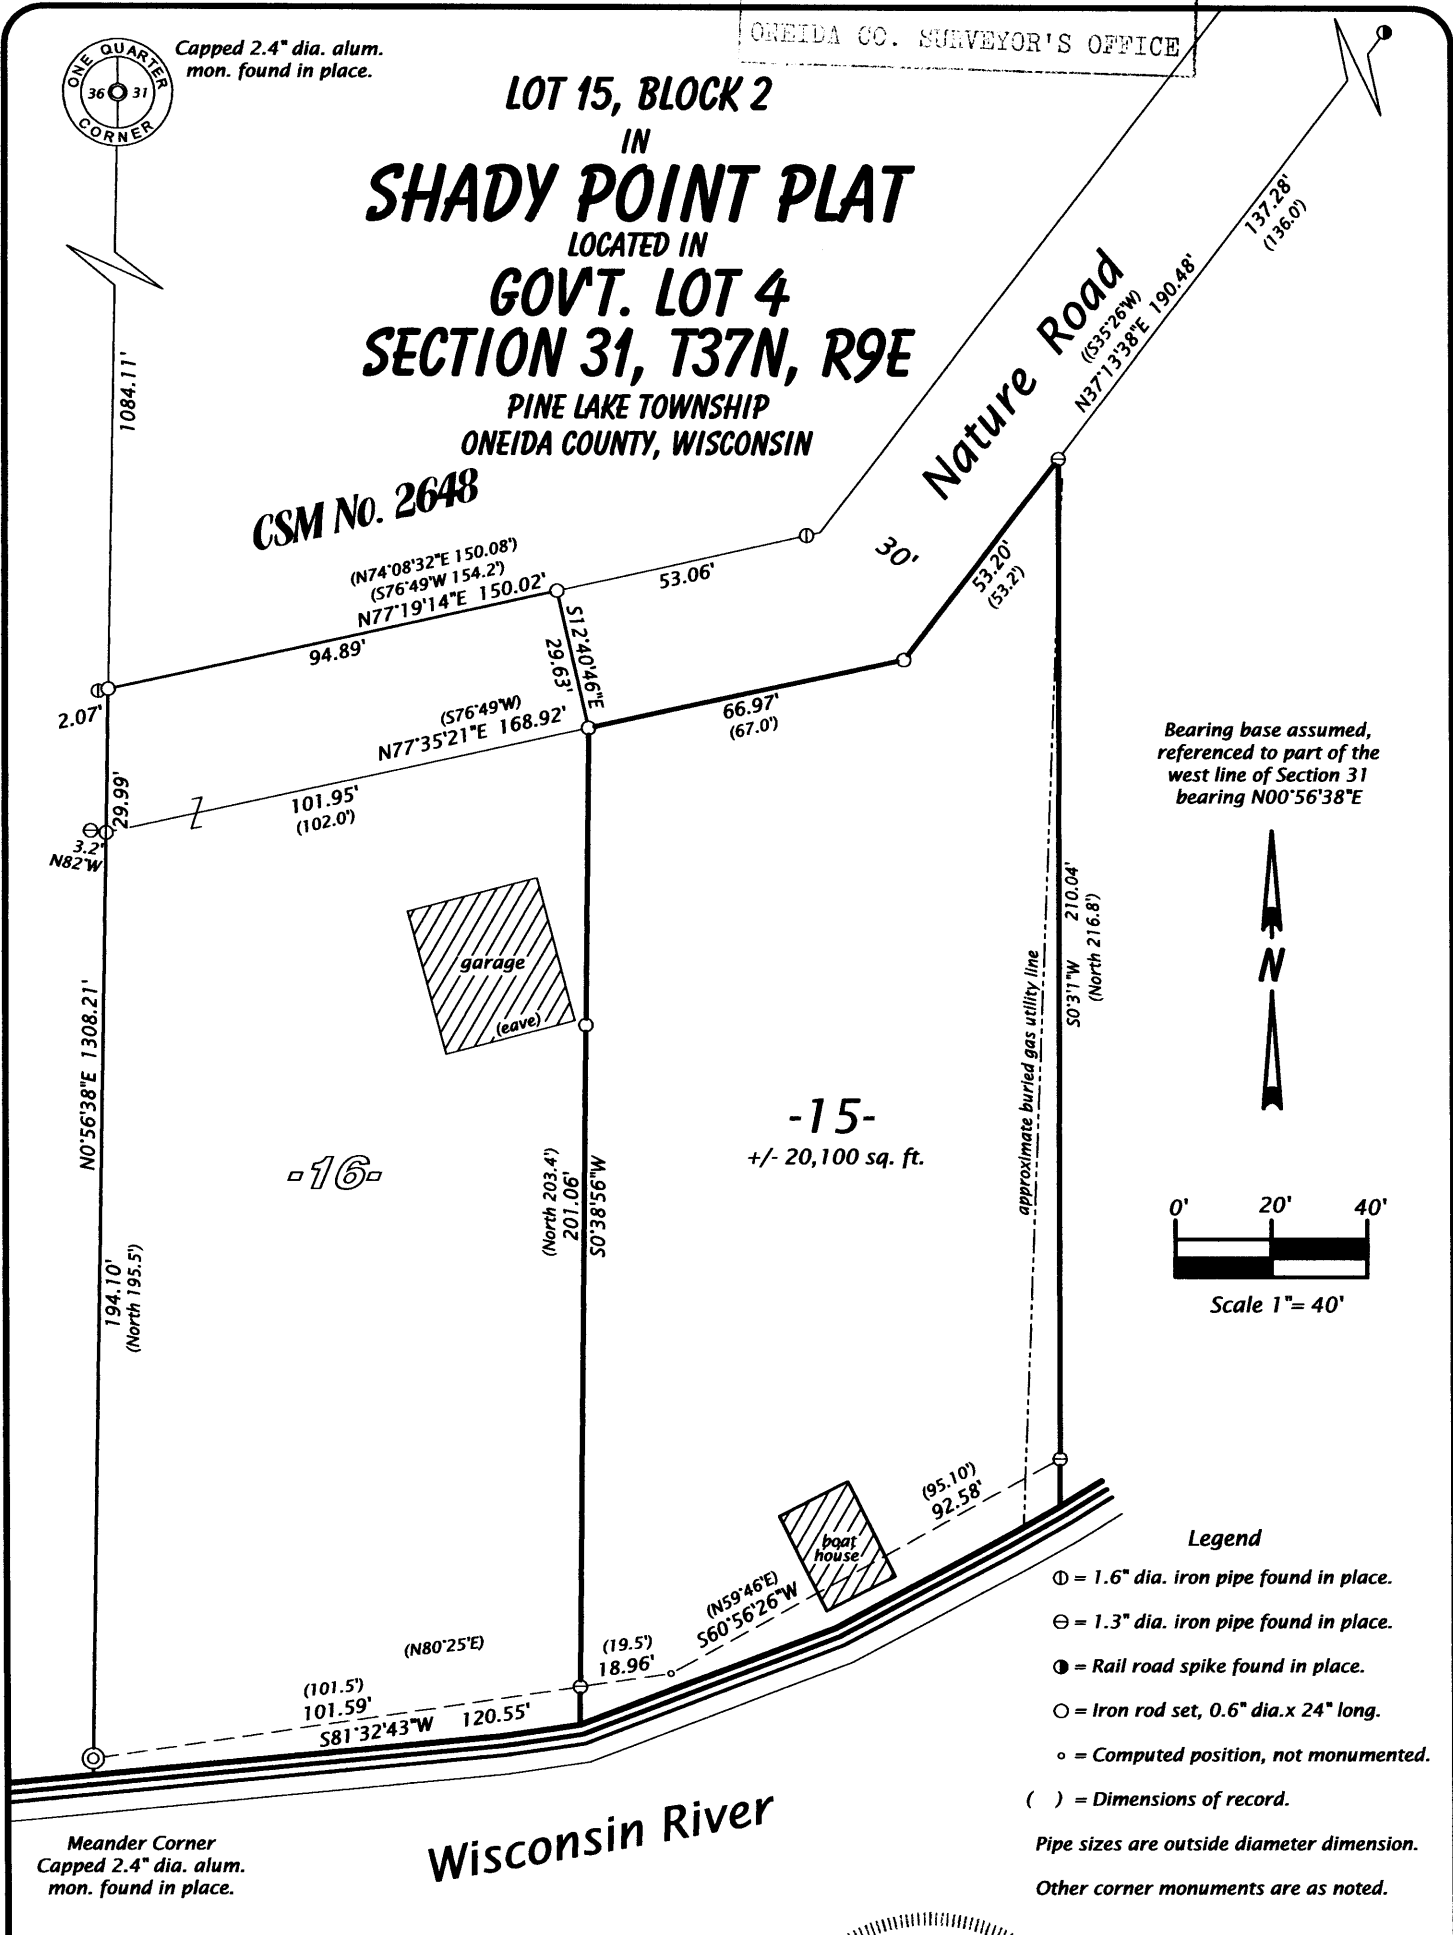 ONEIDA CO. SURVEYOR'S OFFICE
ONE QUARTER
36 31
CORNER
Capped 2.4" dia. alum.
mon. found in place.
LOT 15, BLOCK 2
IN
SHADY POINT PLAT
LOCATED IN
GOV'T. LOT 4
SECTION 31, T37N, R9E
PINE LAKE TOWNSHIP
ONEIDA COUNTY, WISCONSIN
CSM No. 2648
1084.11'
137.28'
(136.0')
Nature Road
((S35°26"W)
N37°13'38"E 190.48'
30'
53.20'
(53.2')
(N74°08'32"E 150.08')
(S76°49'W 154.2')
N77°19'14"E 150.02'
94.89'
53.06'
S12°40'46"E
29.63'
2.07'
(S76°49'W)
N77°35'21"E 168.92'
66.97'
(67.0')
29.99'
101.95'
(102.0')
3.2'
N82°W
Bearing base assumed,
referenced to part of the
west line of Section 31
bearing N00°56'38"E
N
garage
(eave)
N0°56'38"E 1308.21'
-16-
194.10'
(North 195.5')
(North 203.4')
201.06'
S0°38'56"W
-15-
+/- 20,100 sq. ft.
approximate buried gas utility line
S0°3'1"W 210.04'
(North 216.8')
0' 20' 40'
Scale 1"= 40'
(95.10')
92.58'
boat
house
(N59°46'E)
S60°56'26"W
(19.5')
18.96'
(N80°25'E)
(101.5')
101.59'
S81°32'43"W 120.55'
Wisconsin River
Meander Corner
Capped 2.4" dia. alum.
mon. found in place.
Legend
= 1.6" dia. iron pipe found in place.
= 1.3" dia. iron pipe found in place.
= Rail road spike found in place.
= Iron rod set, 0.6" dia.x 24" long.
= Computed position, not monumented.
( ) = Dimensions of record.
Pipe sizes are outside diameter dimension.
Other corner monuments are as noted.